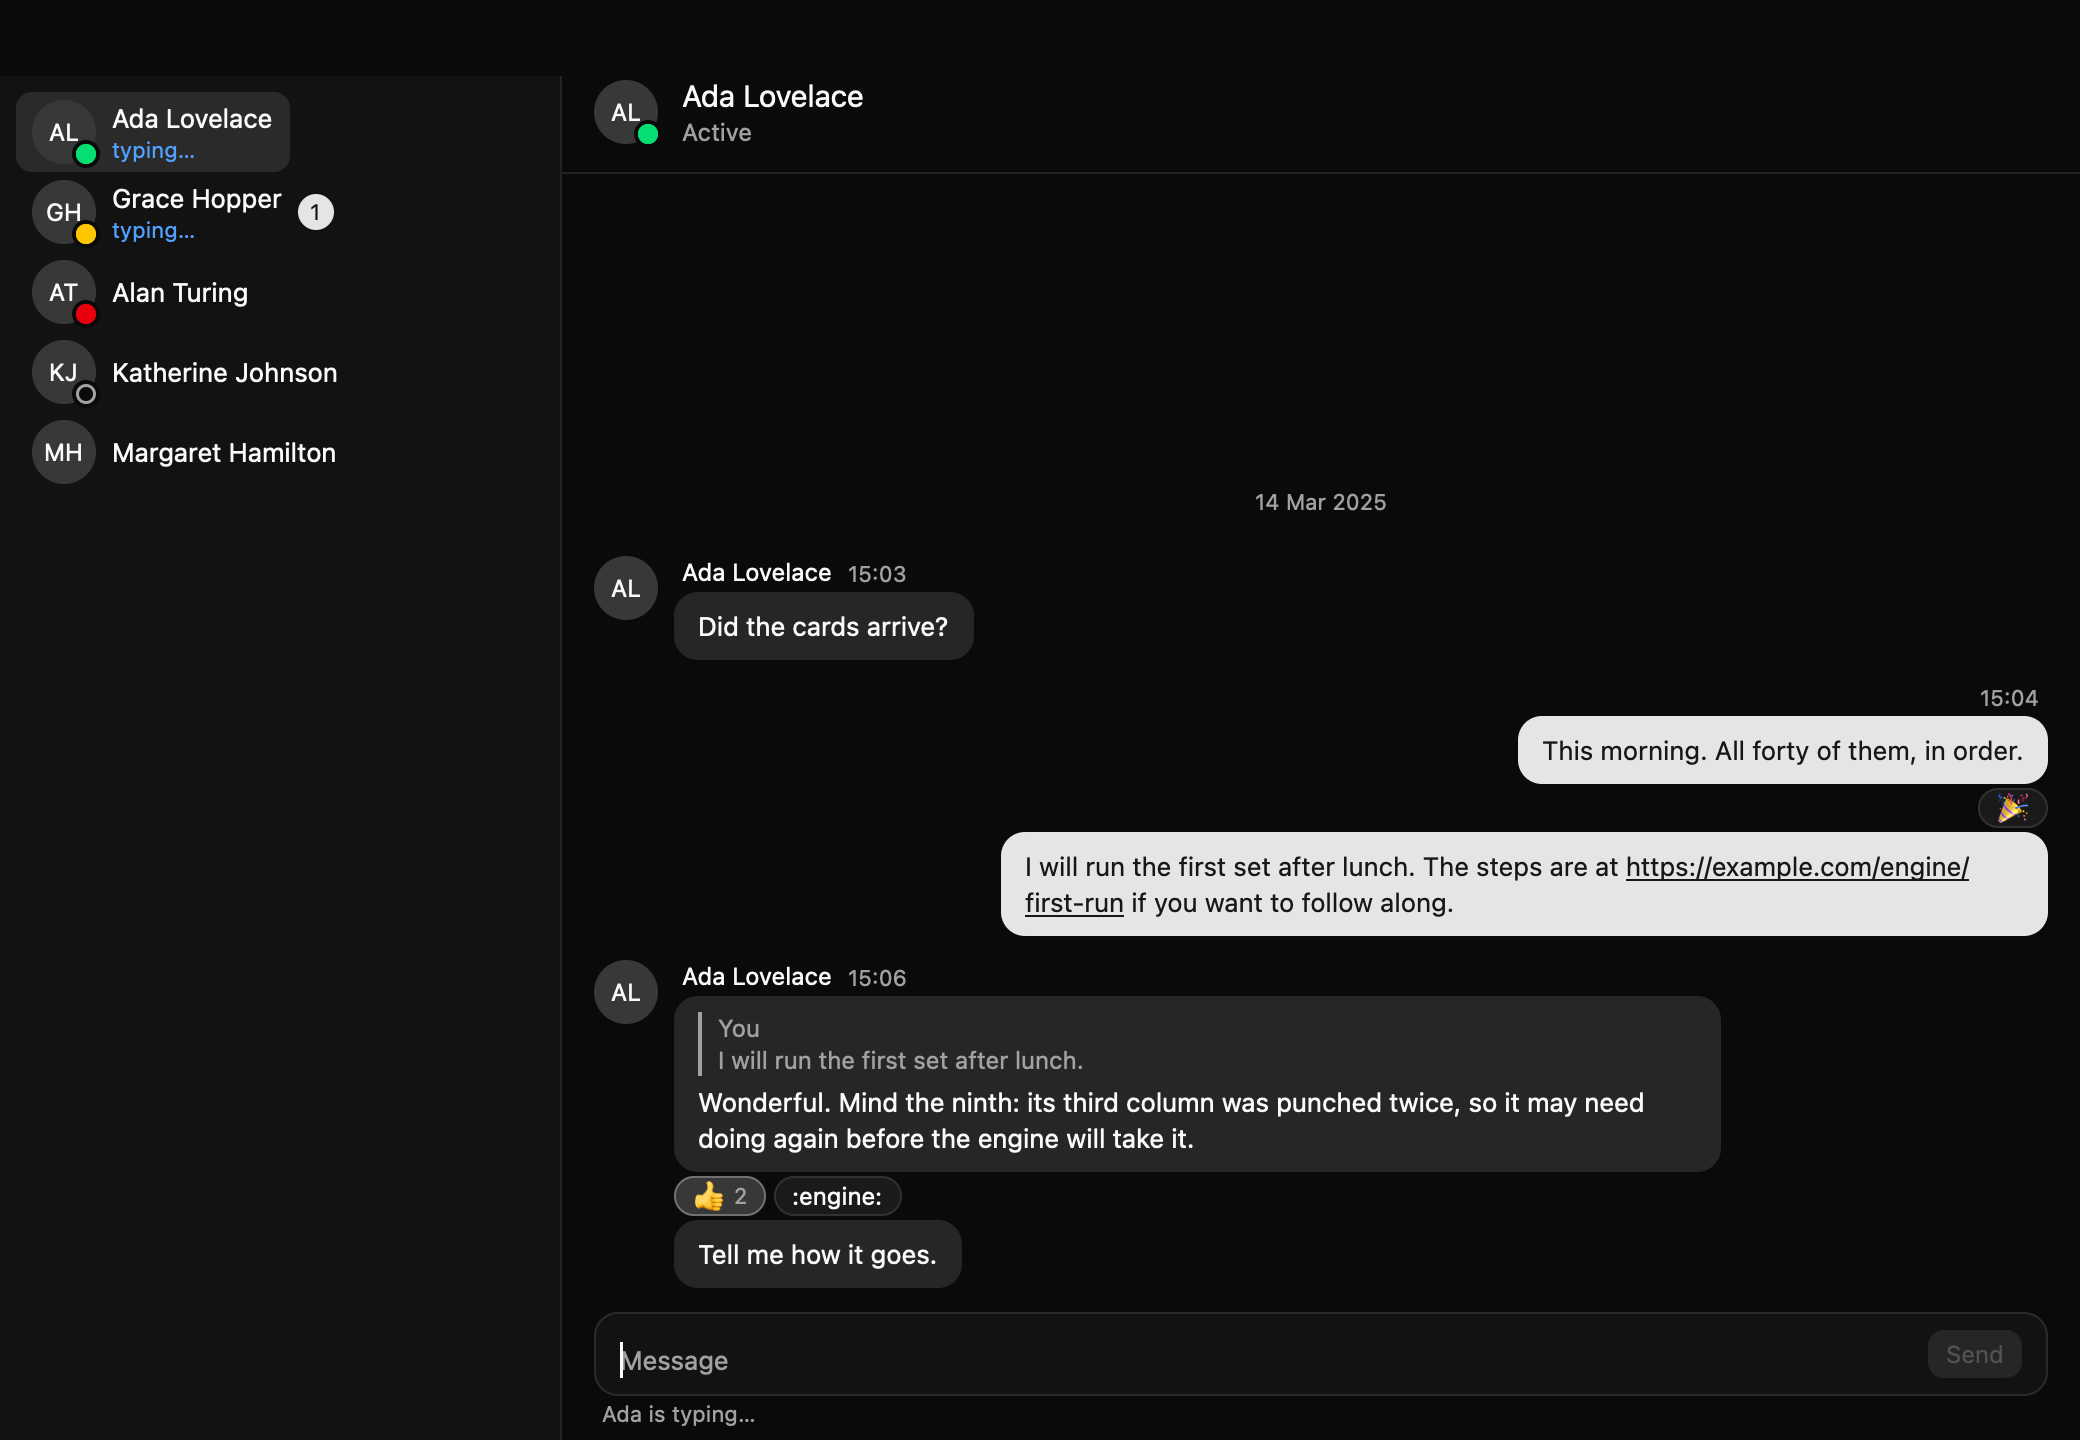 AL
Ada Lovelace
typing...
GH
Grace Hopper
typing...
1
AT
Alan Turing
KJ
Katherine Johnson
MH
Margaret Hamilton
AL
Ada Lovelace
Active
14 Mar 2025
AL
Ada Lovelace 15:03
Did the cards arrive?
15:04
This morning. All forty of them, in order.
I will run the first set after lunch. The steps are at https://example.com/engine/
first-run if you want to follow along.
AL
Ada Lovelace 15:06
You
I will run the first set after lunch.
Wonderful. Mind the ninth: its third column was punched twice, so it may need
doing again before the engine will take it.
2 :engine:
Tell me how it goes.
Message
Send
Ada is typing...